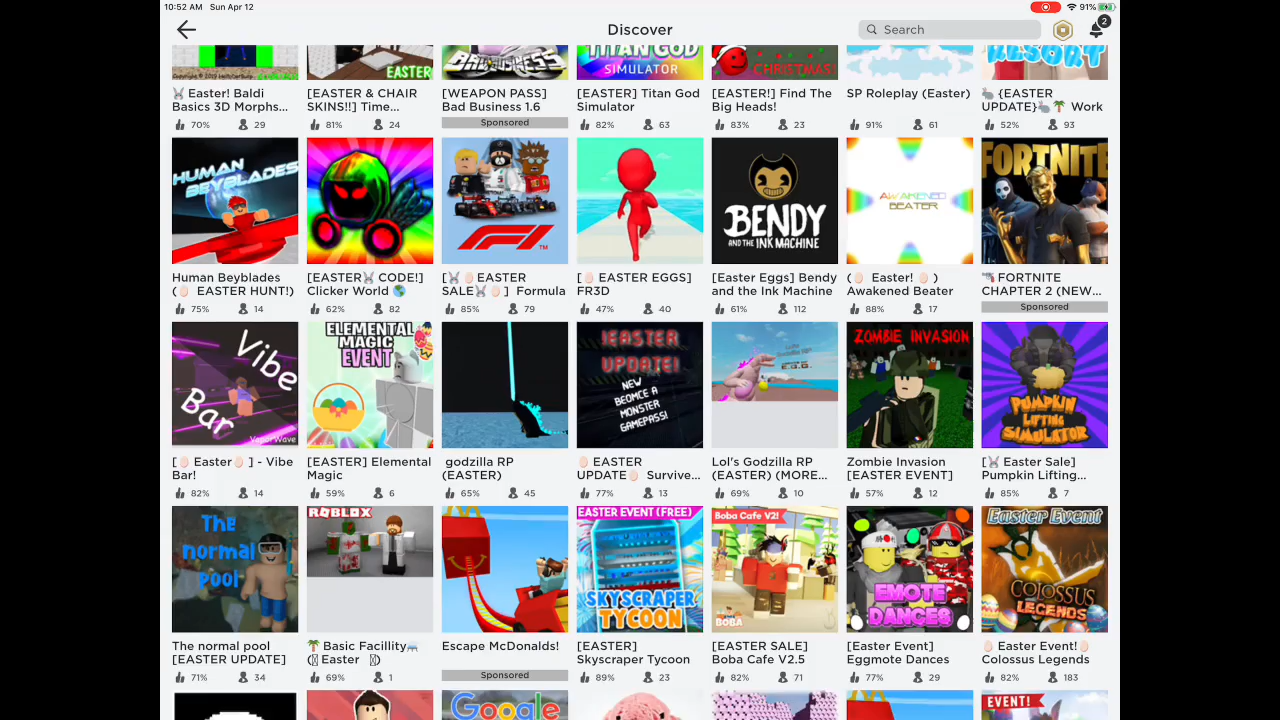 10:52 AM Sun Apr 12
91%
Discover
Search
2
EASTER
BAD BUSINESS
TITAN GOD
SIMULATOR
CHRISTMAS!
RESORT
🐰 Easter! Baldi
Basics 3D Morphs...
70% 29
[EASTER & CHAIR
SKINS!!] Time...
81% 24
[WEAPON PASS]
Bad Business 1.6
Sponsored
[EASTER] Titan God
Simulator
82% 63
[EASTER!] Find The
Big Heads!
83% 23
SP Roleplay (Easter)
91% 61
🐇 {EASTER
UPDATE}🐇🌴 Work
52% 93
HUMAN
BEYBLADES
F1™
BENDY
AND THE INK MACHINE
AWAKENED
BEATER
FORTNITE
Human Beyblades
(🥚 EASTER HUNT!)
75% 14
[EASTER🐰 CODE!]
Clicker World 🌎
62% 82
[🐰🥚EASTER
SALE🐰🥚] Formula
85% 79
[🥚 EASTER EGGS]
FR3D
47% 40
[Easter Eggs] Bendy
and the Ink Machine
61% 112
(🥚 Easter! 🥚)
Awakened Beater
88% 17
🔫 FORTNITE
CHAPTER 2 (NEW...
Sponsored
Vibe
Bar
VaporWave
ELEMENTAL
MAGIC
EVENT
!EASTER
UPDATE!
NEW
BEOMCE A
MONSTER
GAMEPASS!
ZOMBIE INVASION
PUMPKIN
LIFTING
SIMULATOR
[🥚 Easter🥚 ] - Vibe
Bar!
82% 14
[EASTER] Elemental
Magic
59% 6
godzilla RP
(EASTER)
65% 45
🥚 EASTER
UPDATE🥚 Survive...
77% 13
Lol's Godzilla RP
(EASTER) (MORE...
69% 10
Zombie Invasion
[EASTER EVENT]
57% 12
[🐰 Easter Sale]
Pumpkin Lifting...
85% 7
The
normal
pool
ROBLOX
EASTER EVENT (FREE)
SKYSCRAPER
TYCOON
Boba Cafe V2!
BOBA
EMOTE
DANCES
Easter Event
COLOSSUS
LEGENDS
The normal pool
[EASTER UPDATE]
71% 34
🌴Basic Facillity
(Easter )
69% 1
Escape McDonalds!
Sponsored
[EASTER]
Skyscraper Tycoon
89% 23
[EASTER SALE]
Boba Cafe V2.5
82% 71
[Easter Event]
Eggmote Dances
77% 29
🥚 Easter Event!🥚
Colossus Legends
82% 183
Google
EVENT!